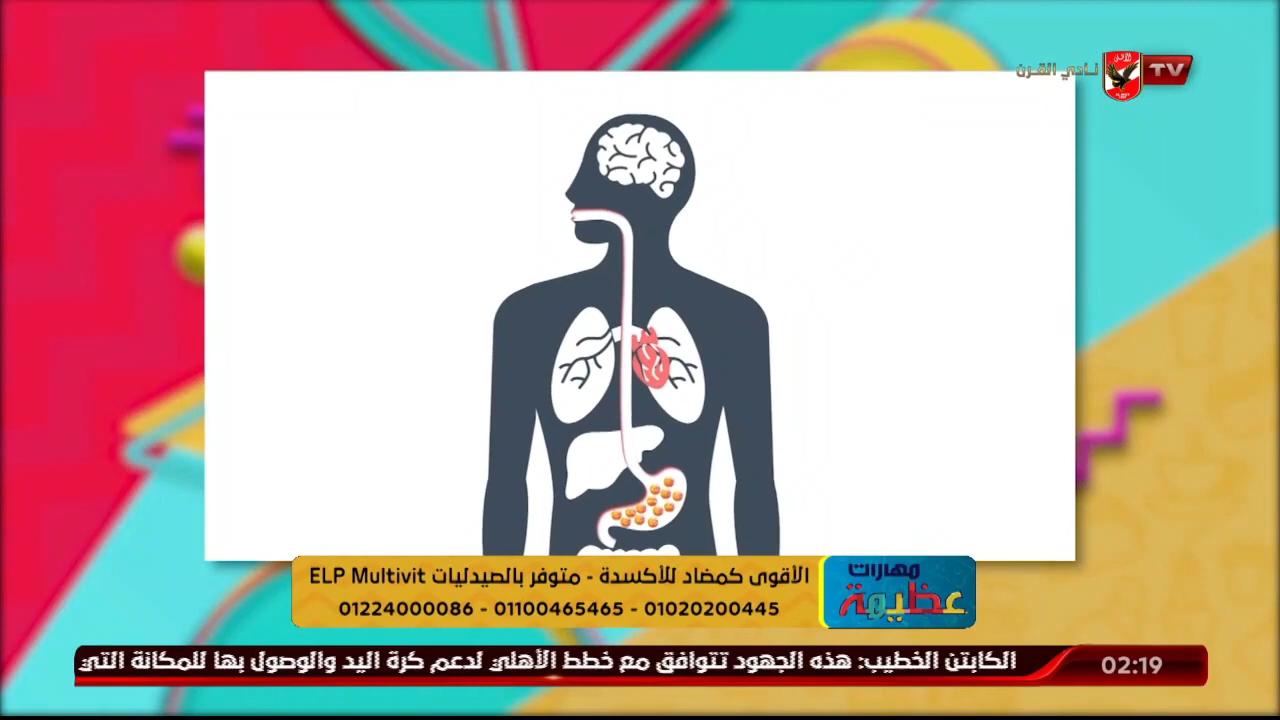 نادي القرن TV
مهارات
عظيمة
الأقوى كمضاد للأكسدة - متوفر بالصيدليات ELP Multivit
01224000086 - 01100465465 - 01020200445
الكابتن الخطيب: هذه الجهود تتوافق مع خطط الأهلي لدعم كرة اليد والوصول بها للمكانة التي
02:19